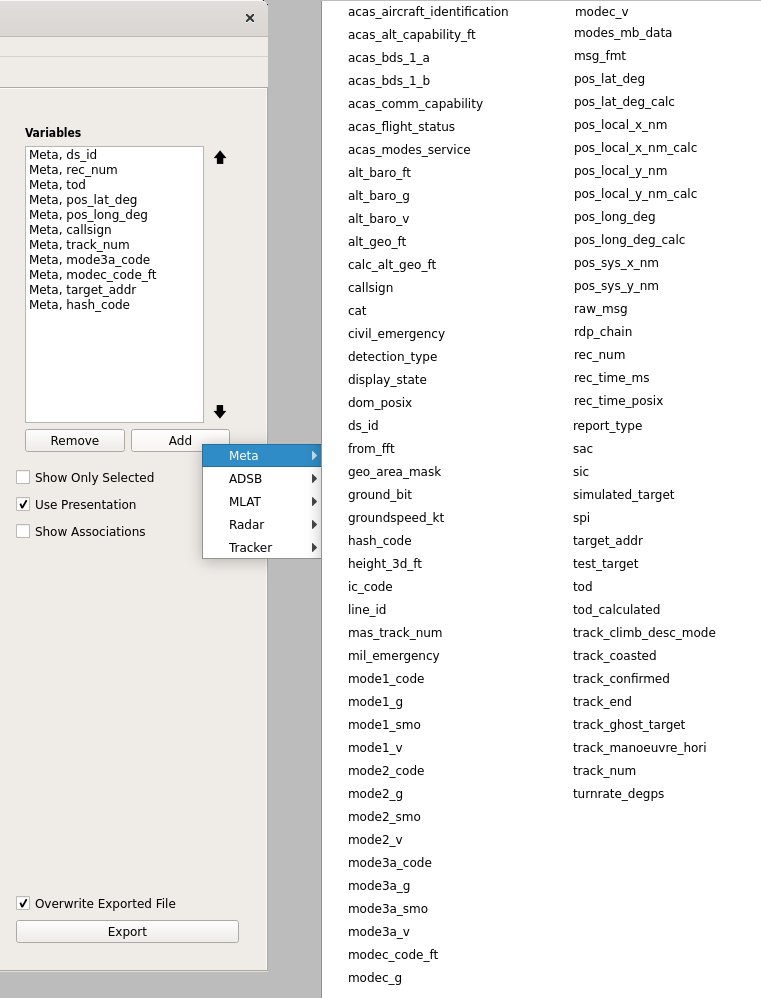 Variables
Meta, ds_id
Meta, rec_num
Meta, tod
Meta, pos_lat_deg
Meta, pos_long_deg
Meta, callsign
Meta, track_num
Meta, mode3a_code
Meta, modec_code_ft
Meta, target_addr
Meta, hash_code
Remove
Add
Show Only Selected
Use Presentation
Show Associations
Overwrite Exported File
Export
Meta
ADSB
MLAT
Radar
Tracker
acas_aircraft_identification
acas_alt_capability_ft
acas_bds_1_a
acas_bds_1_b
acas_comm_capability
acas_flight_status
acas_modes_service
alt_baro_ft
alt_baro_g
alt_baro_v
alt_geo_ft
calc_alt_geo_ft
callsign
cat
civil_emergency
detection_type
display_state
dom_posix
ds_id
from_fft
geo_area_mask
ground_bit
groundspeed_kt
hash_code
height_3d_ft
ic_code
line_id
mas_track_num
mil_emergency
mode1_code
mode1_g
mode1_smo
mode1_v
mode2_code
mode2_g
mode2_smo
mode2_v
mode3a_code
mode3a_g
mode3a_smo
mode3a_v
modec_code_ft
modec_g
modec_v
modes_mb_data
msg_fmt
pos_lat_deg
pos_lat_deg_calc
pos_local_x_nm
pos_local_x_nm_calc
pos_local_y_nm
pos_local_y_nm_calc
pos_long_deg
pos_long_deg_calc
pos_sys_x_nm
pos_sys_y_nm
raw_msg
rdp_chain
rec_num
rec_time_ms
rec_time_posix
report_type
sac
sic
simulated_target
spi
target_addr
test_target
tod
tod_calculated
track_climb_desc_mode
track_coasted
track_confirmed
track_end
track_ghost_target
track_manoeuvre_hori
track_num
turnrate_degps